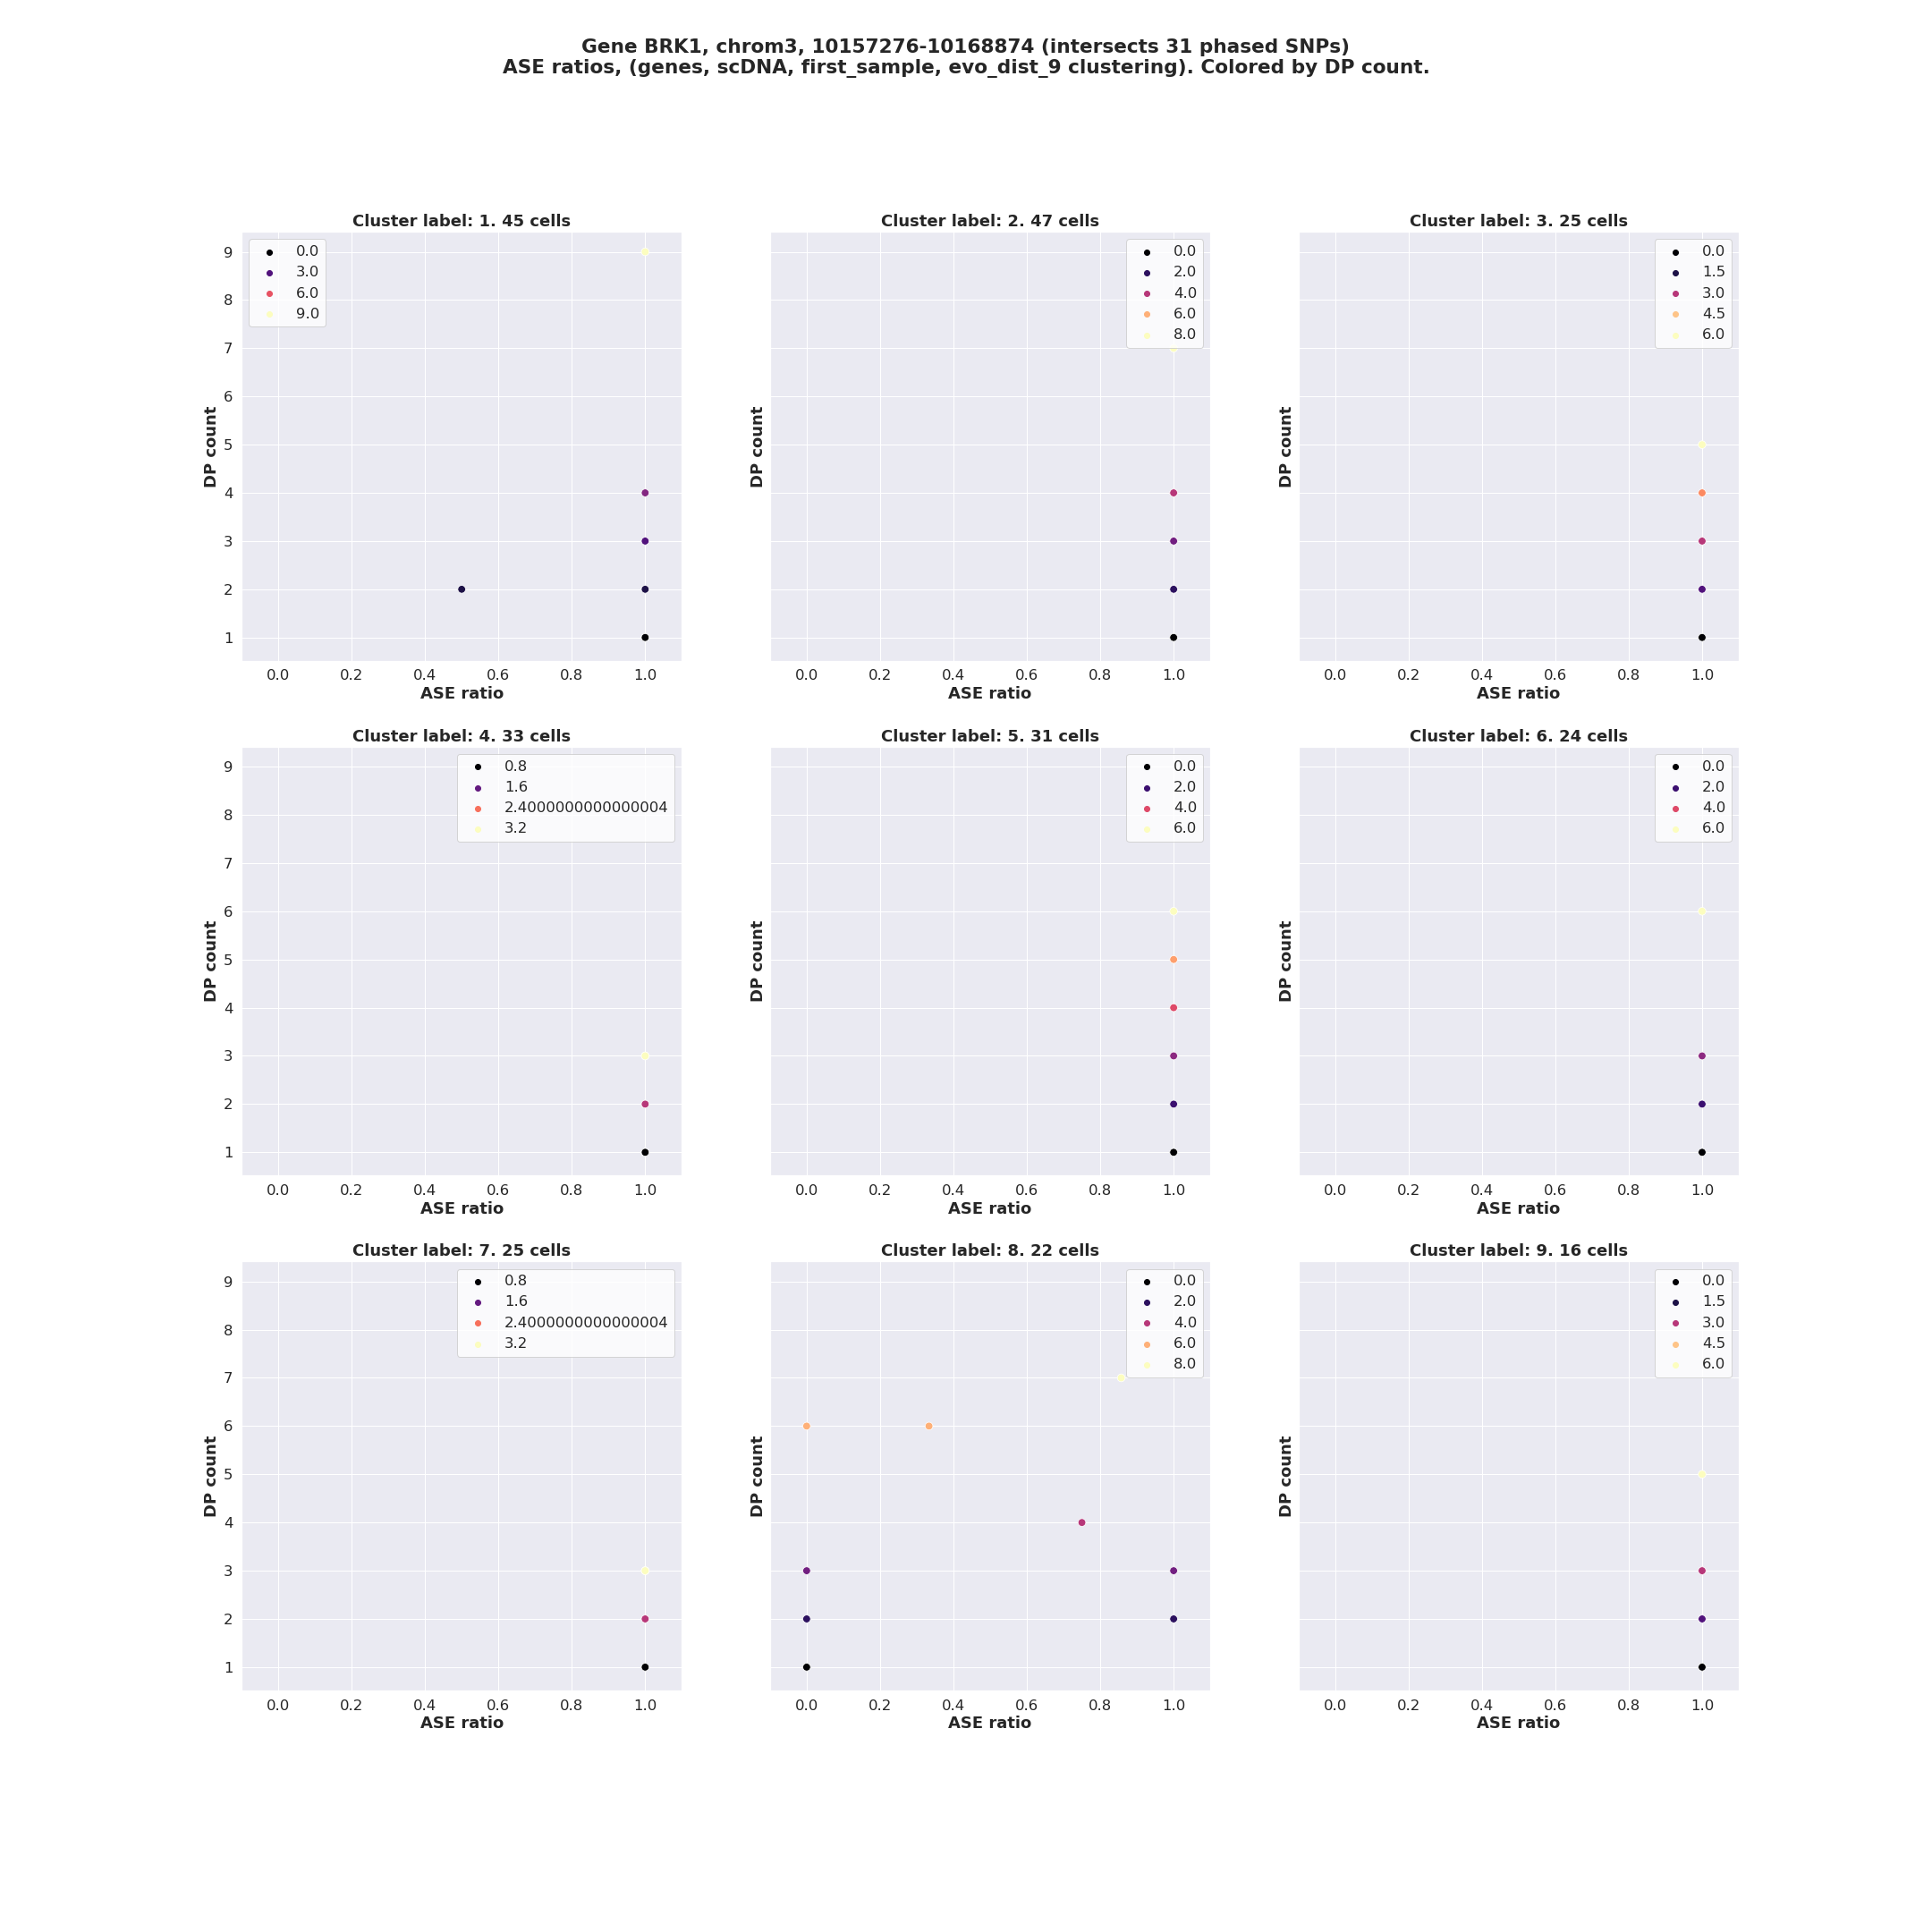 Gene BRK1, chrom3, 10157276-10168874 (intersects 31 phased SNPs)
ASE ratios, (genes, scDNA, first_sample, evo_dist_9 clustering). Colored by DP count.
Cluster label: 1. 45 cells
0.0
3.0
6.0
9.0
9
8
7
6
5
4
3
2
1
DP count
0.0 0.2 0.4 0.6 0.8 1.0
ASE ratio
Cluster label: 2. 47 cells
0.0
2.0
4.0
6.0
8.0
DP count
0.0 0.2 0.4 0.6 0.8 1.0
ASE ratio
Cluster label: 3. 25 cells
0.0
1.5
3.0
4.5
6.0
DP count
0.0 0.2 0.4 0.6 0.8 1.0
ASE ratio
Cluster label: 4. 33 cells
0.8
1.6
2.4000000000000004
3.2
9
8
7
6
5
4
3
2
1
DP count
0.0 0.2 0.4 0.6 0.8 1.0
ASE ratio
Cluster label: 5. 31 cells
0.0
2.0
4.0
6.0
DP count
0.0 0.2 0.4 0.6 0.8 1.0
ASE ratio
Cluster label: 6. 24 cells
0.0
2.0
4.0
6.0
DP count
0.0 0.2 0.4 0.6 0.8 1.0
ASE ratio
Cluster label: 7. 25 cells
0.8
1.6
2.4000000000000004
3.2
9
8
7
6
5
4
3
2
1
DP count
0.0 0.2 0.4 0.6 0.8 1.0
ASE ratio
Cluster label: 8. 22 cells
0.0
2.0
4.0
6.0
8.0
DP count
0.0 0.2 0.4 0.6 0.8 1.0
ASE ratio
Cluster label: 9. 16 cells
0.0
1.5
3.0
4.5
6.0
DP count
0.0 0.2 0.4 0.6 0.8 1.0
ASE ratio